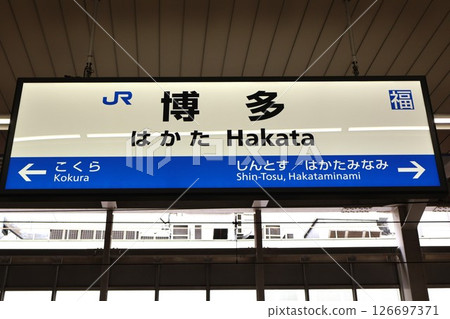 JR 博多 福
はかた Hakata
← こくら しんとす/はかたみなみ →
Kokura Shin-Tosu, Hakataminami
PIXTA
126697371